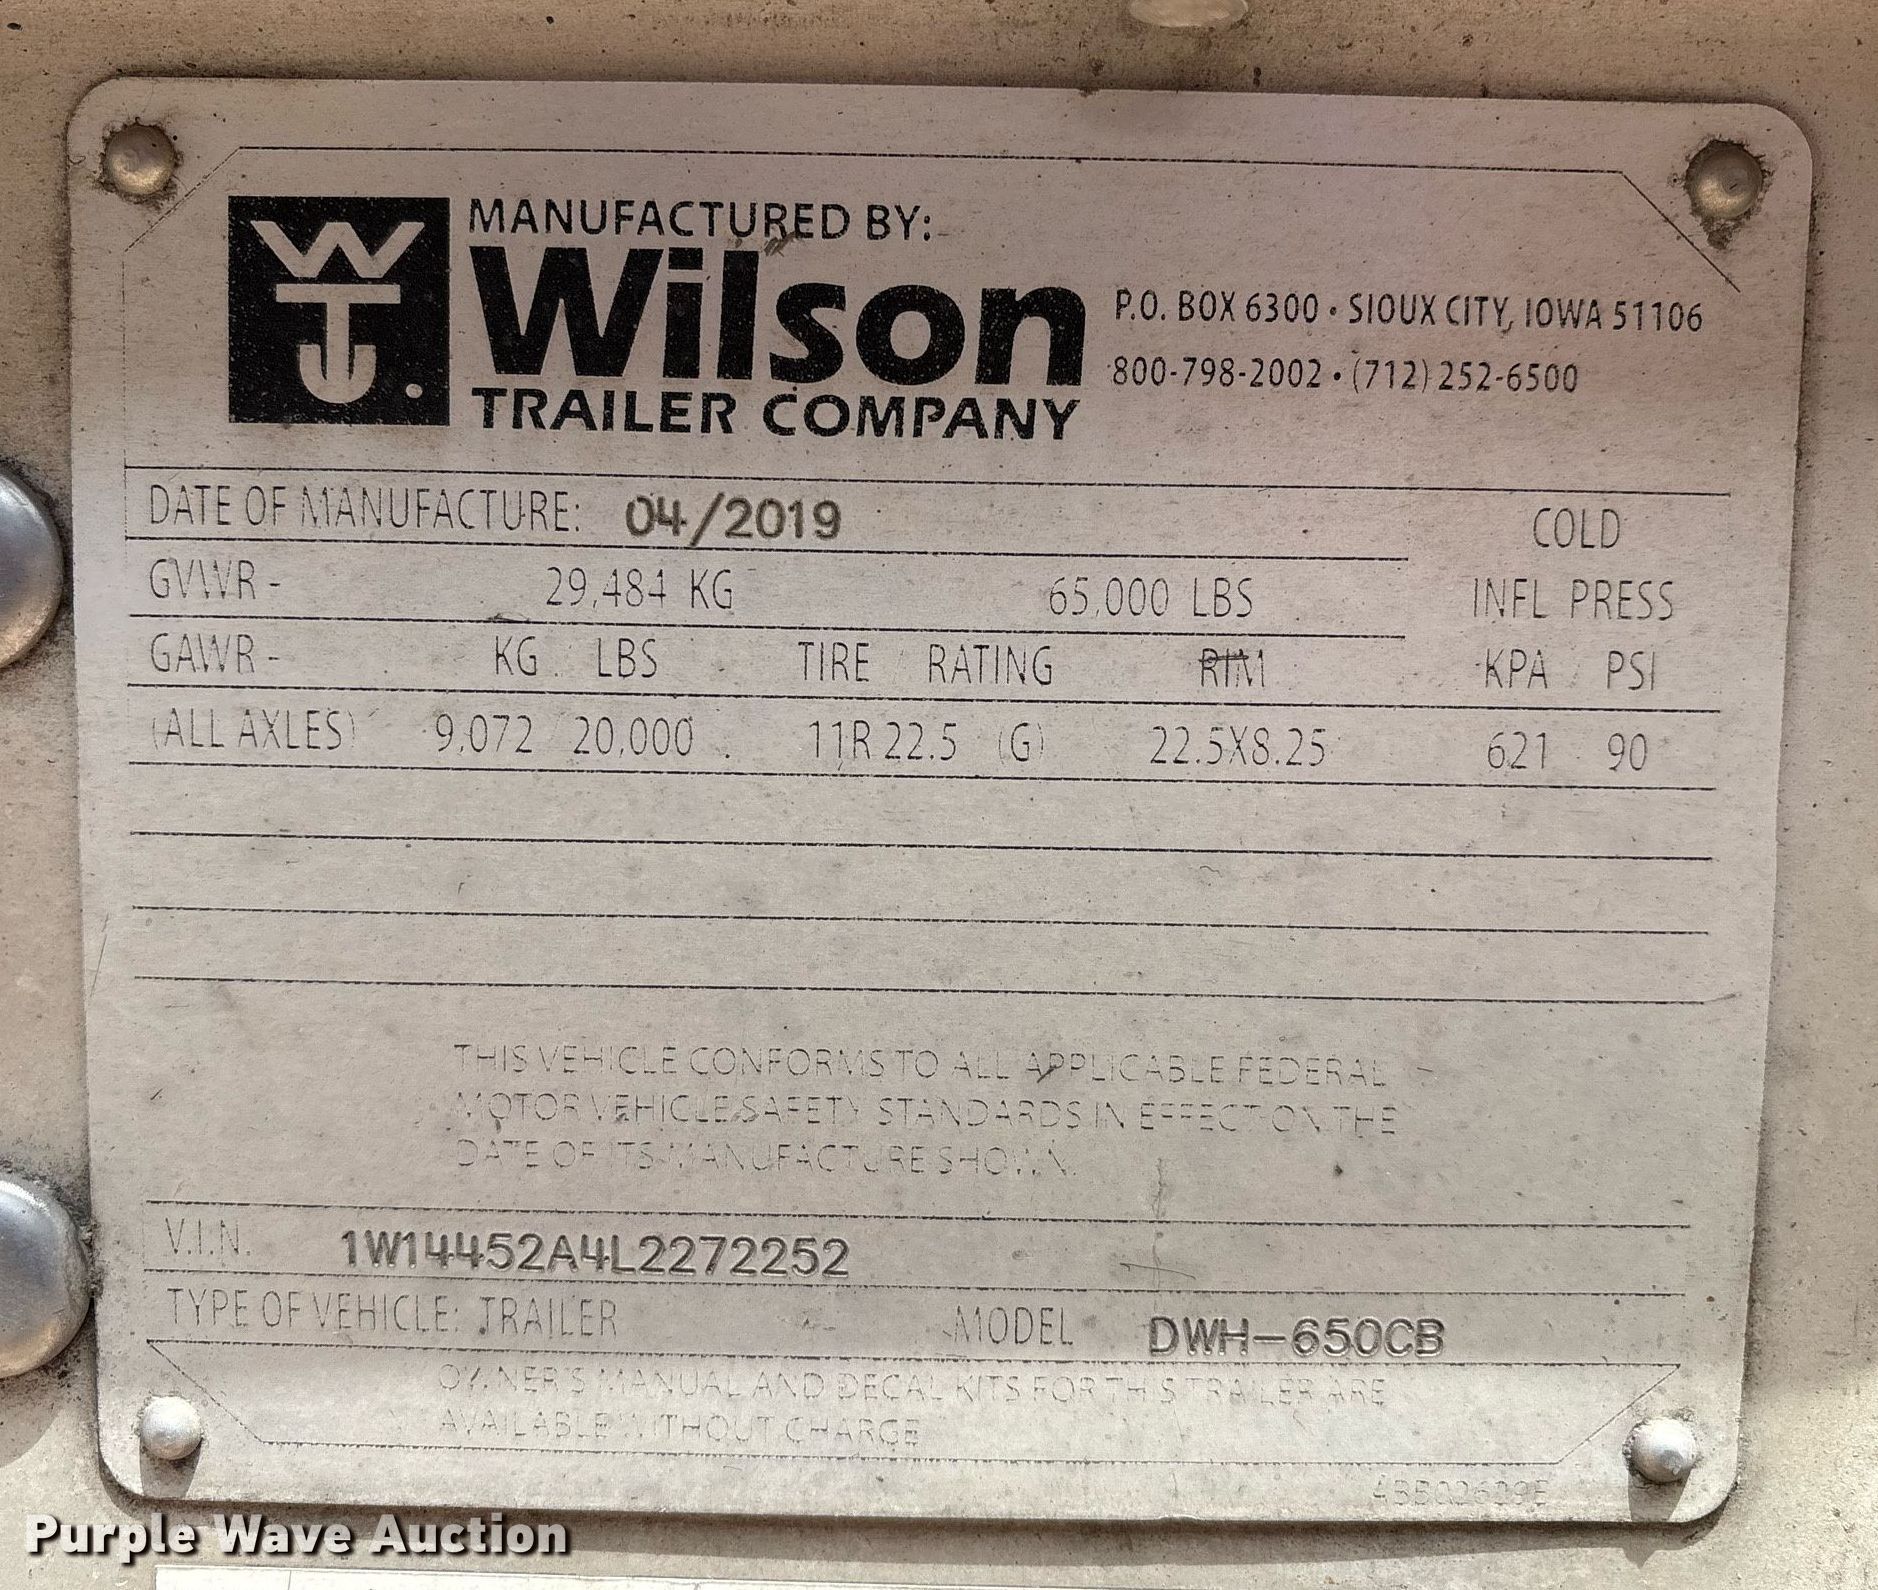 WT
MANUFACTURED BY:
Wilson
TRAILER COMPANY
P.O. BOX 6300 • SIOUX CITY, IOWA 51106
800-798-2002 • (712) 252-6500
DATE OF MANUFACTURE: 04/2019
COLD
GVWR - 29,484 KG 65,000 LBS INFL PRESS
GAWR - KG LBS TIRE RATING RIM KPA PSI
(ALL AXLES) 9,072 20,000 11R 22.5 (G) 22.5X8.25 621 90
THIS VEHICLE CONFORMS TO ALL APPLICABLE FEDERAL
MOTOR VEHICLE SAFETY STANDARDS IN EFFECT ON THE
DATE OF ITS MANUFACTURE SHOWN.
V.I.N. 1W14452A4L2272252
TYPE OF VEHICLE: TRAILER MODEL DWH-650CB
OWNER'S MANUAL AND DECAL KITS FOR THIS TRAILER ARE
AVAILABLE WITHOUT CHARGE
Purple Wave Auction